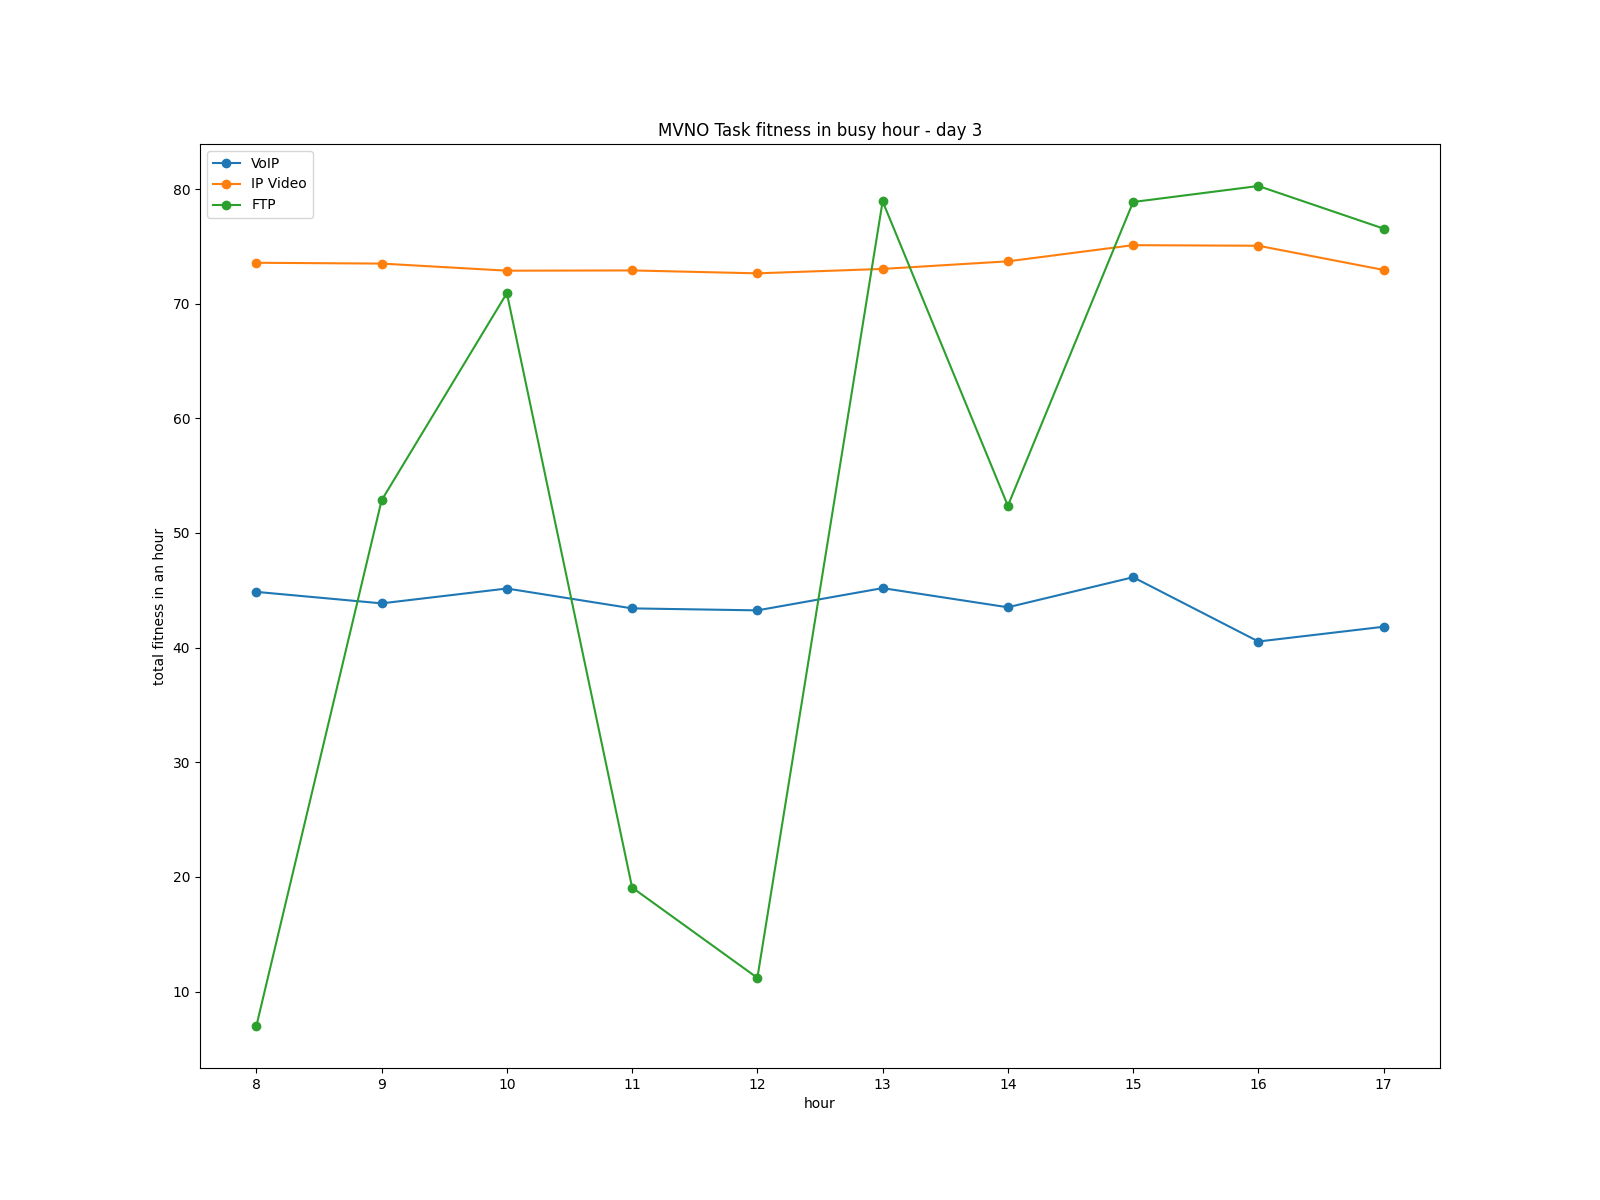 MVNO Task fitness in busy hour - day 3
VoIP
IP Video
FTP
80
70
60
50
40
30
20
10
total fitness in an hour
8 9 10 11 12 13 14 15 16 17
hour